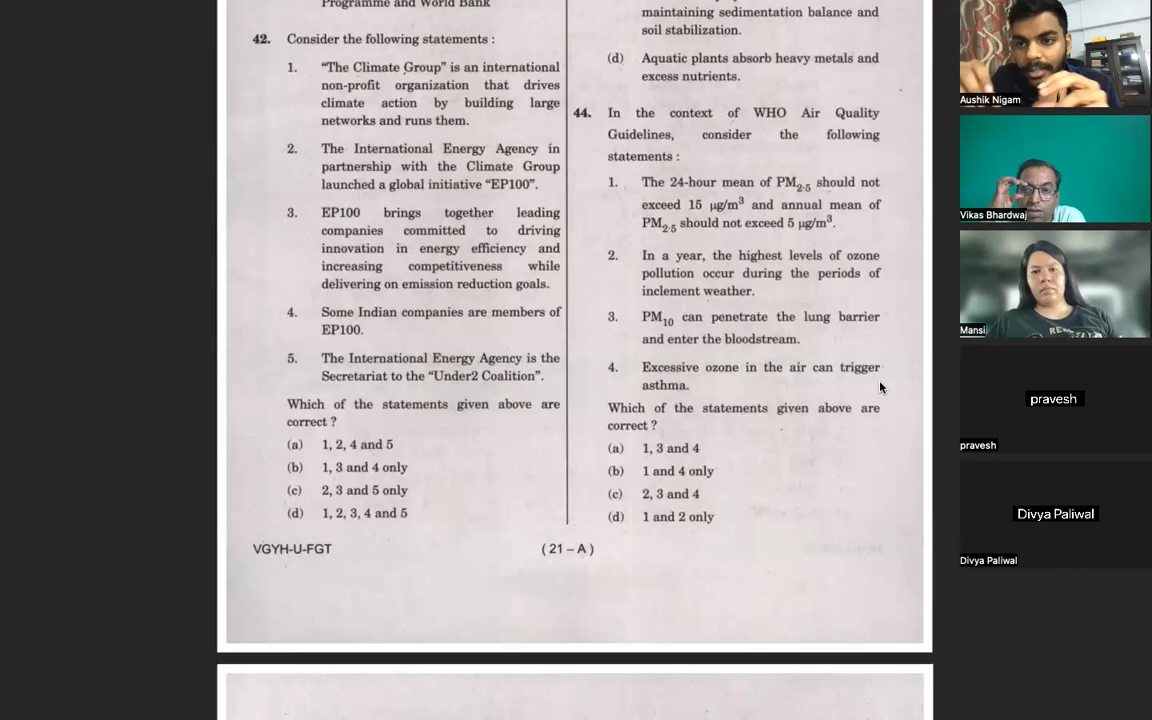 Programme and World Bank
42. Consider the following statements :
1. “The Climate Group” is an international
non-profit organization that drives
climate action by building large
networks and runs them.
2. The International Energy Agency in
partnership with the Climate Group
launched a global initiative “EP100”.
3. EP100 brings together leading
companies committed to driving
innovation in energy efficiency and
increasing competitiveness while
delivering on emission reduction goals.
4. Some Indian companies are members of
EP100.
5. The International Energy Agency is the
Secretariat to the “Under2 Coalition”.
Which of the statements given above are
correct ?
(a) 1, 2, 4 and 5
(b) 1, 3 and 4 only
(c) 2, 3 and 5 only
(d) 1, 2, 3, 4 and 5
maintaining sedimentation balance and
soil stabilization.
(d) Aquatic plants absorb heavy metals and
excess nutrients.
44. In the context of WHO Air Quality
Guidelines, consider the following
statements :
1. The 24-hour mean of PM2·5 should not
exceed 15 µg/m³ and annual mean of
PM2·5 should not exceed 5 µg/m³.
2. In a year, the highest levels of ozone
pollution occur during the periods of
inclement weather.
3. PM10 can penetrate the lung barrier
and enter the bloodstream.
4. Excessive ozone in the air can trigger
asthma.
Which of the statements given above are
correct ?
(a) 1, 3 and 4
(b) 1 and 4 only
(c) 2, 3 and 4
(d) 1 and 2 only
VGYH-U-FGT
( 21 – A )
Aushik Nigam
Vikas Bhardwaj
Mansi
pravesh
pravesh
Divya Paliwal
Divya Paliwal